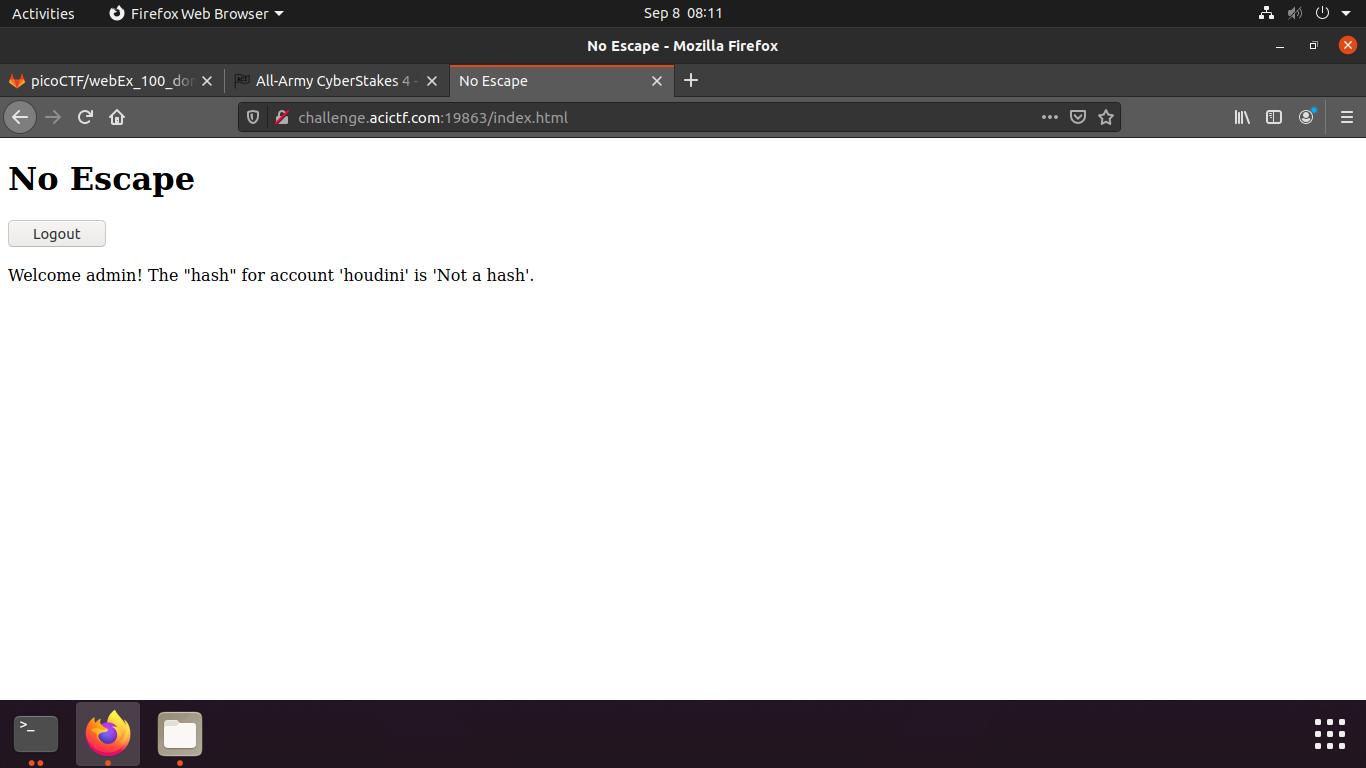 Activities Firefox Web Browser Sep 8 08:11
No Escape - Mozilla Firefox
picoCTF/webEx_100_dor All-Army CyberStakes 4 - No Escape
challenge.acictf.com:19863/index.html
No Escape
Logout
Welcome admin! The "hash" for account 'houdini' is 'Not a hash'.
>_